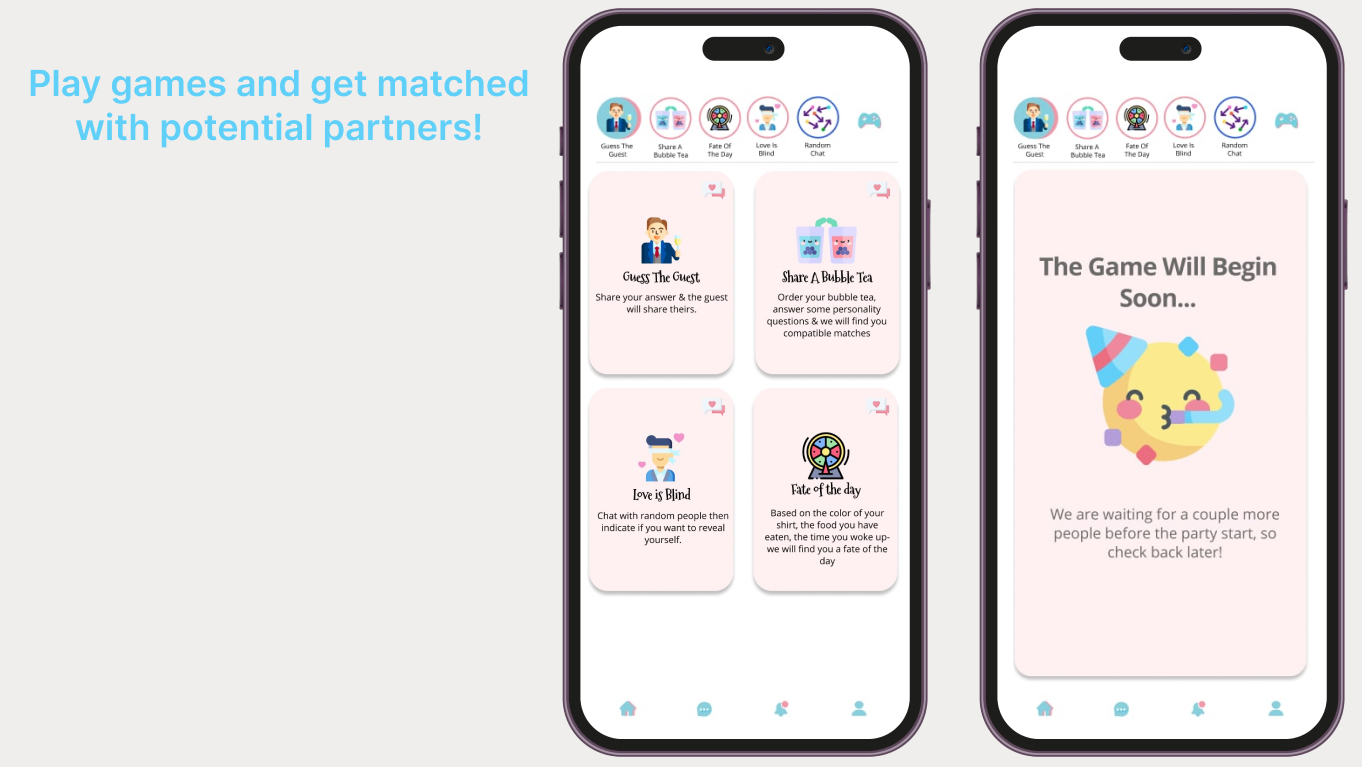 Play games and get matched
with potential partners!
Guess The
Guest
Share A
Bubble Tea
Fate Of
The Day
Love Is
Blind
Random
Chat
Guess The Guest
Share your answer & the guest
will share theirs.
Share A Bubble Tea
Order your bubble tea,
answer some personality
questions & we will find you
compatible matches
Love is Blind
Chat with random people then
indicate if you want to reveal
yourself.
Fate of the day
Based on the color of your
shirt, the food you have
eaten, the time you woke up-
we will find you a fate of the
day
Guess The
Guest
Share A
Bubble Tea
Fate Of
The Day
Love Is
Blind
Random
Chat
The Game Will Begin
Soon...
We are waiting for a couple more
people before the party start, so
check back later!